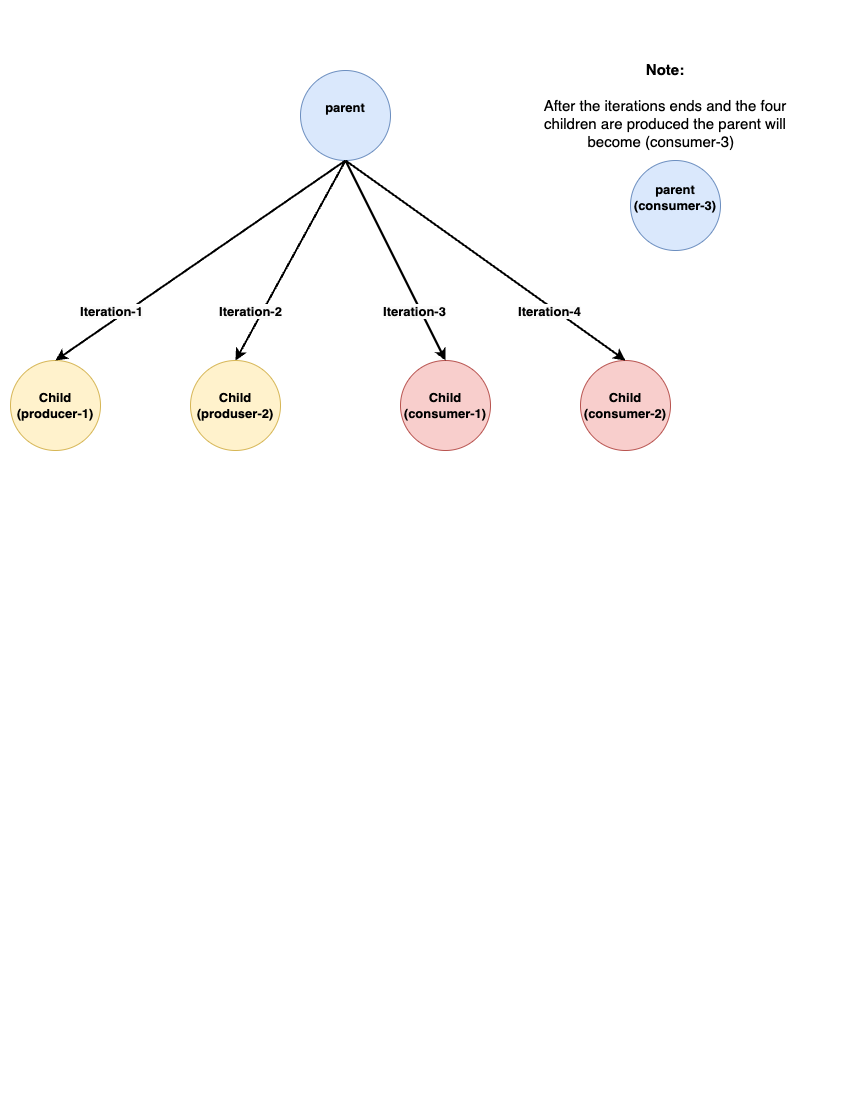 Note:
After the iterations ends and the four
children are produced the parent will
become (consumer-3)
parent
parent
(consumer-3)
Iteration-1
Iteration-2
Iteration-3
Iteration-4
Child
(producer-1)
Child
(produser-2)
Child
(consumer-1)
Child
(consumer-2)